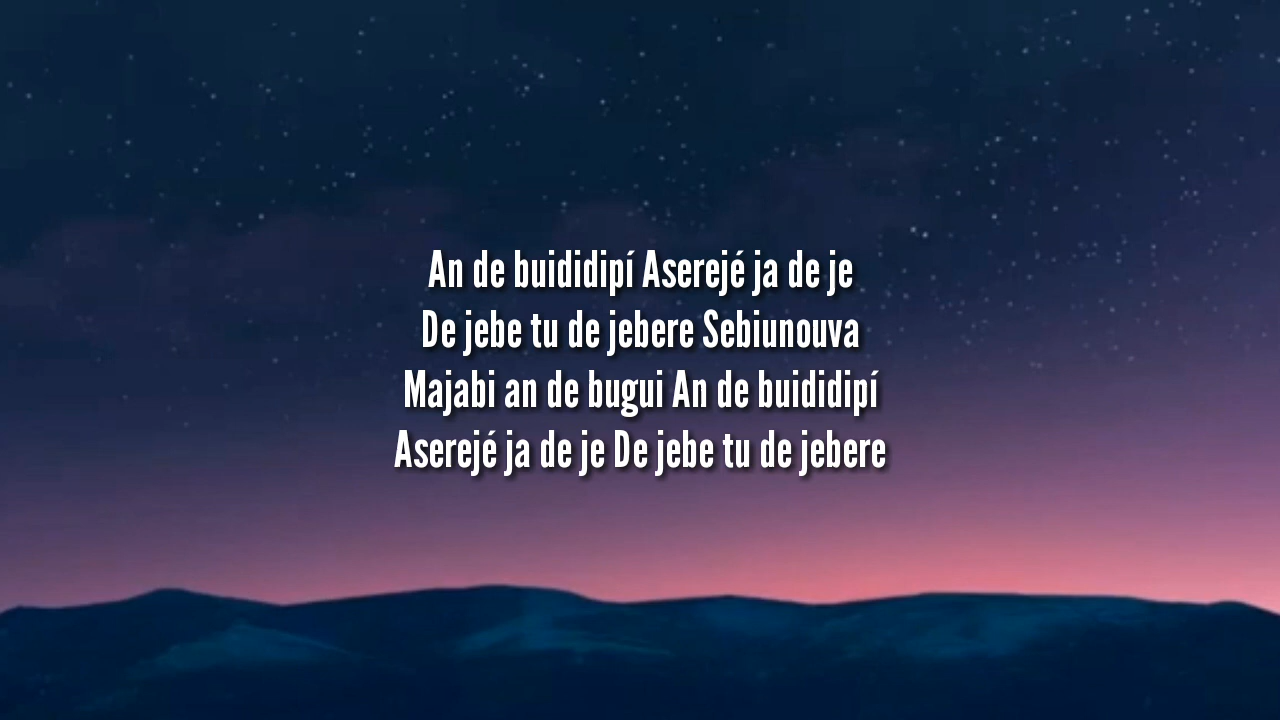 An de buididipí Aserejé ja de je
De jebe tu de jebere Sebiunouva
Majabi an de bugui An de buididipí
Aserejé ja de je De jebe tu de jebere